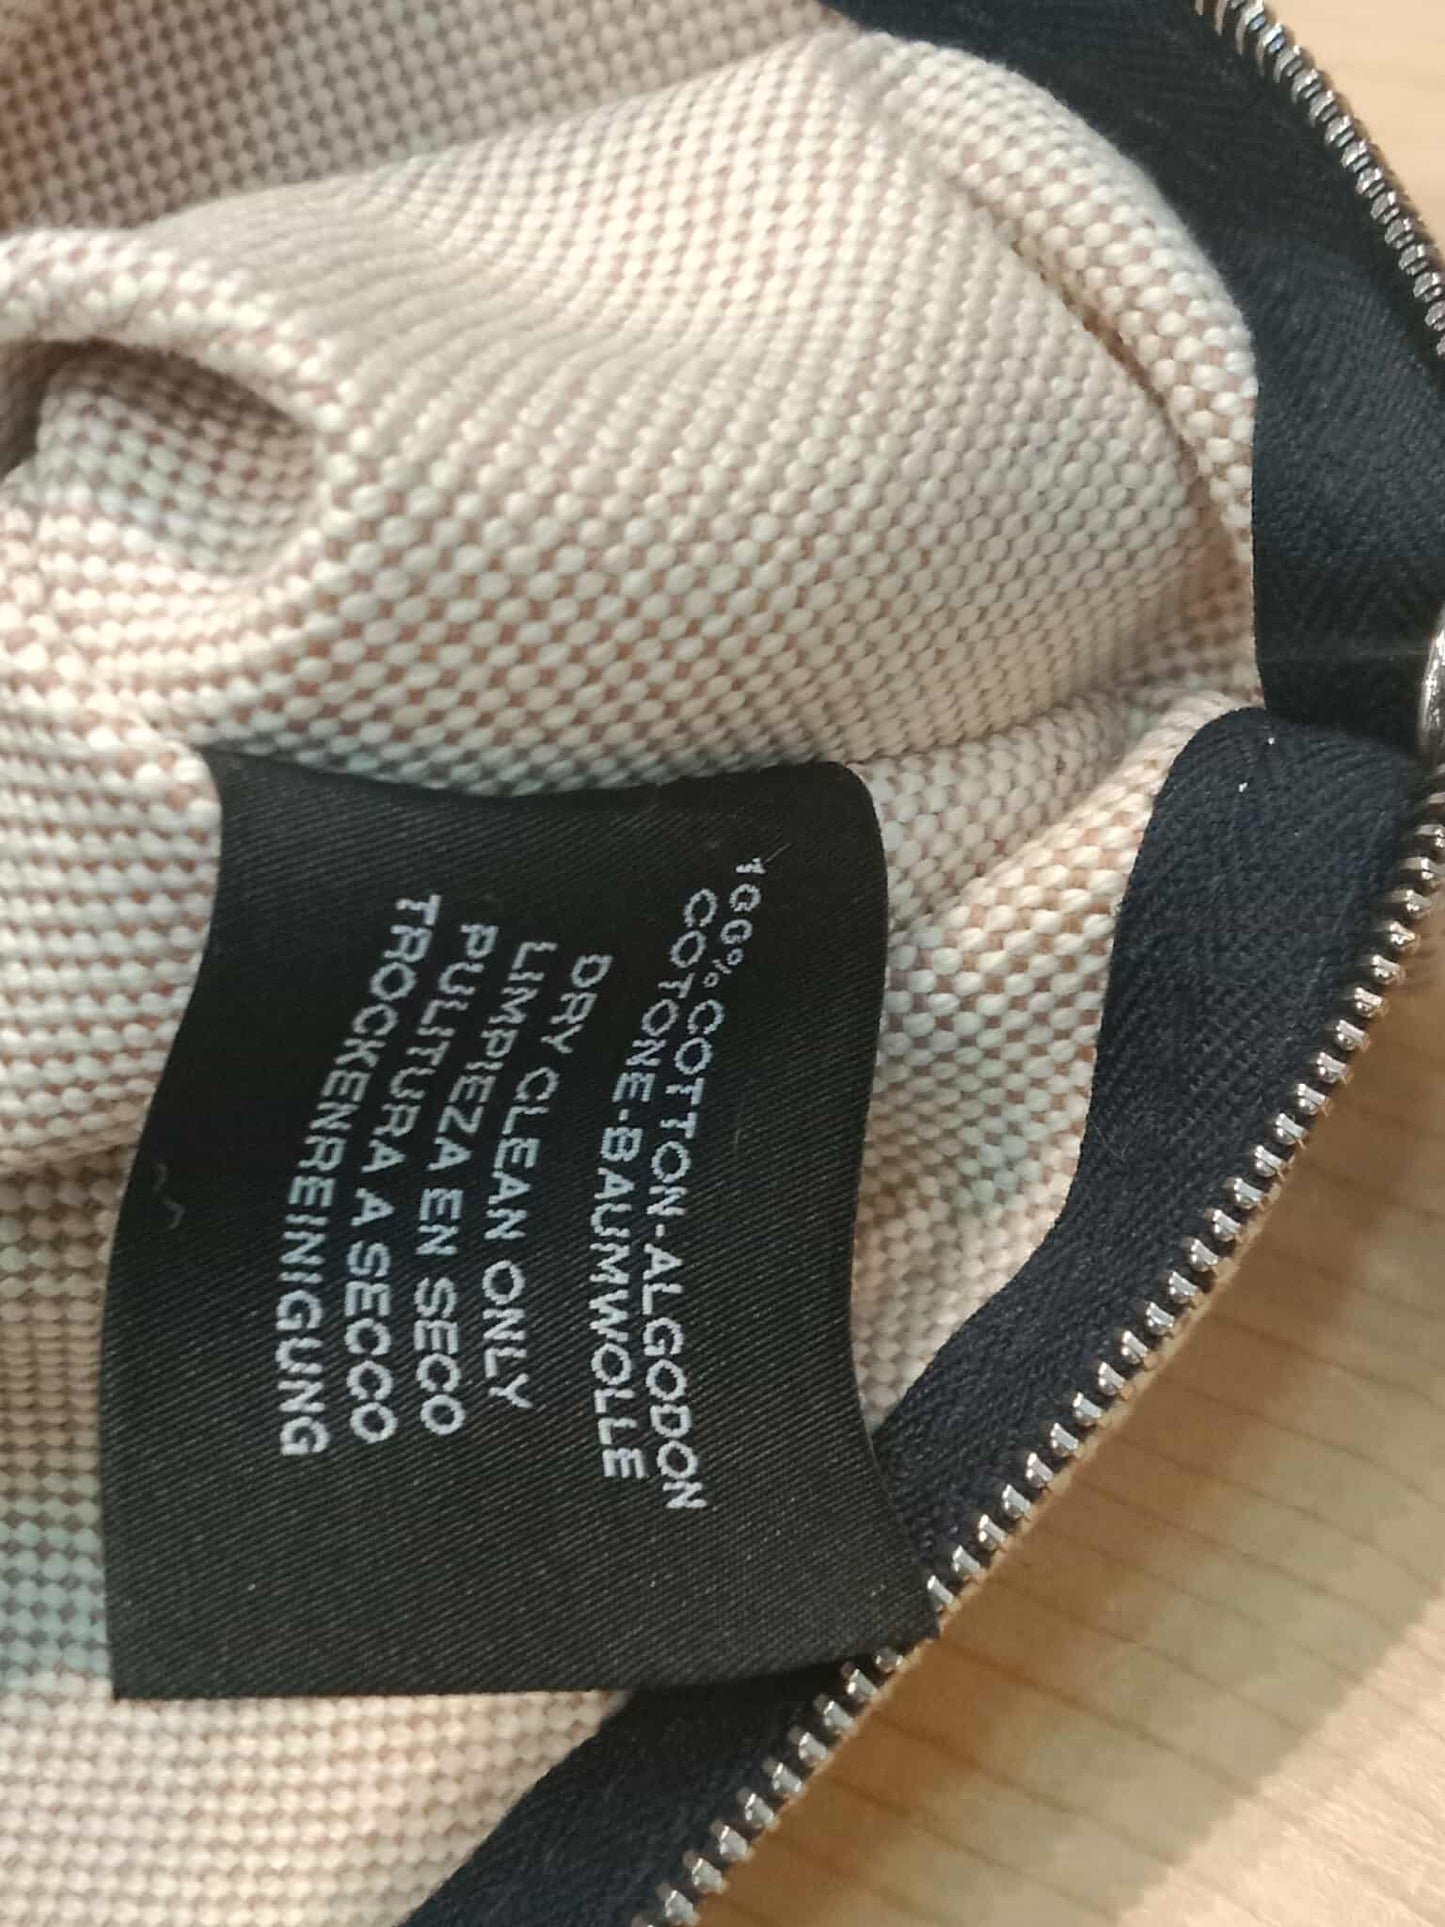 100% COTTON-ALGODON
COTONE-BAUMWOLLE
DRY CLEAN ONLY
LIMPIEZA EN SECO
PULITURA A SECCO
TROCKENREINIGUNG